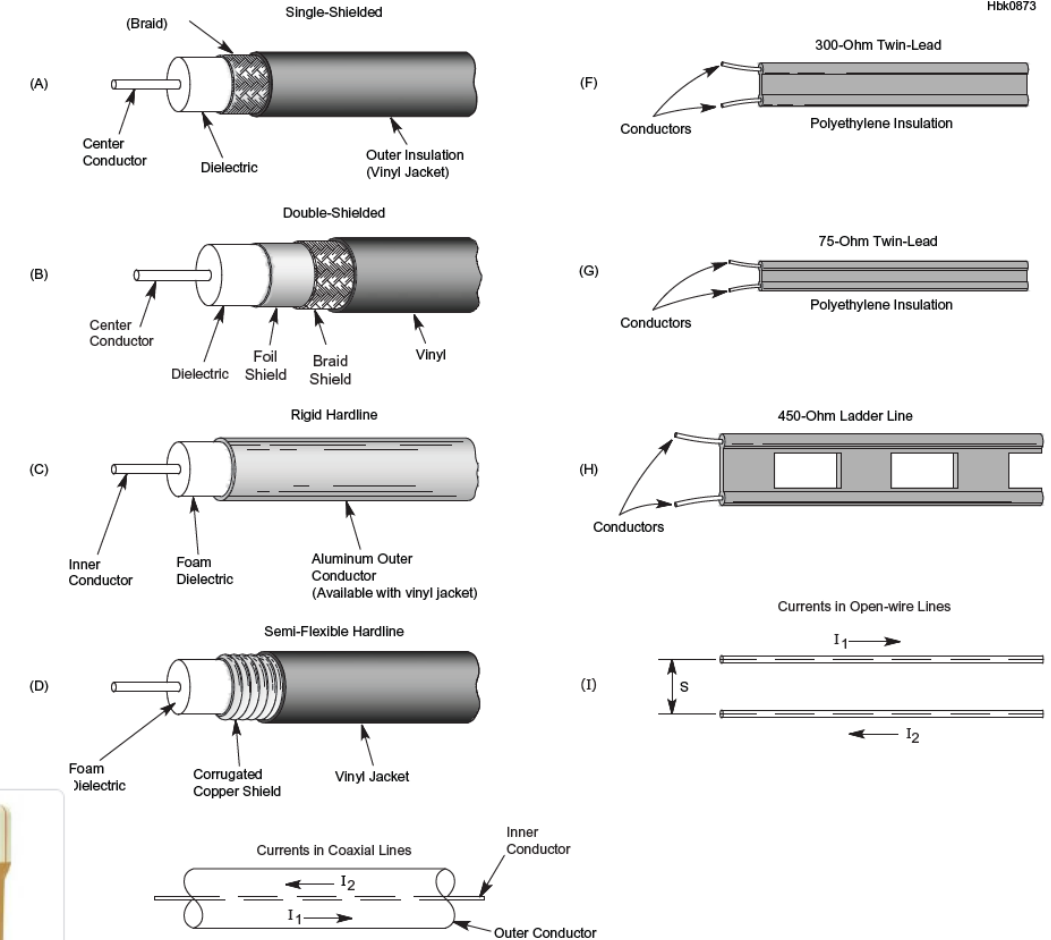 Hbk0873
Single-Shielded
(Braid)
(A)
Center
Conductor
Dielectric
Outer Insulation
(Vinyl Jacket)
Double-Shielded
(B)
Center
Conductor
Dielectric
Foil
Shield
Braid
Shield
Vinyl
Rigid Hardline
(C)
Inner
Conductor
Foam
Dielectric
Aluminum Outer
Conductor
(Available with vinyl jacket)
Semi-Flexible Hardline
(D)
Foam
Dielectric
Corrugated
Copper Shield
Vinyl Jacket
Currents in Coaxial Lines
I2
I1
Inner
Conductor
Outer Conductor
300-Ohm Twin-Lead
(F)
Conductors
Polyethylene Insulation
75-Ohm Twin-Lead
(G)
Conductors
Polyethylene Insulation
450-Ohm Ladder Line
(H)
Conductors
Currents in Open-wire Lines
I1
(I)
S
I2